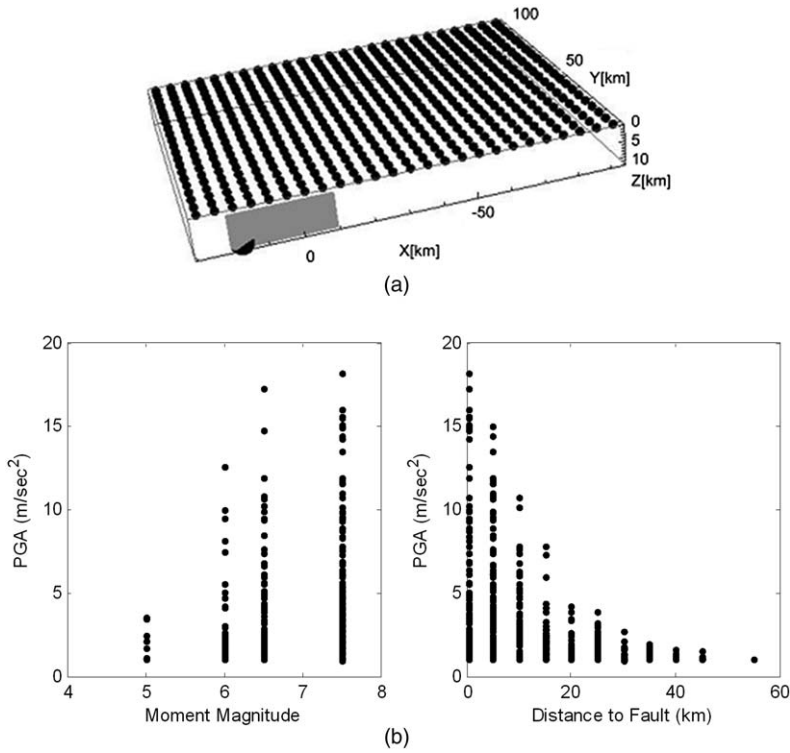 100
50
Y[km]
0
5
10
Z[km]
-50
X[km]
0
(a)
20
15
10
5
0
PGA (m/sec²)
4 5 6 7 8
Moment Magnitude
20
15
10
5
0
PGA (m/sec²)
0 20 40 60
Distance to Fault (km)
(b)